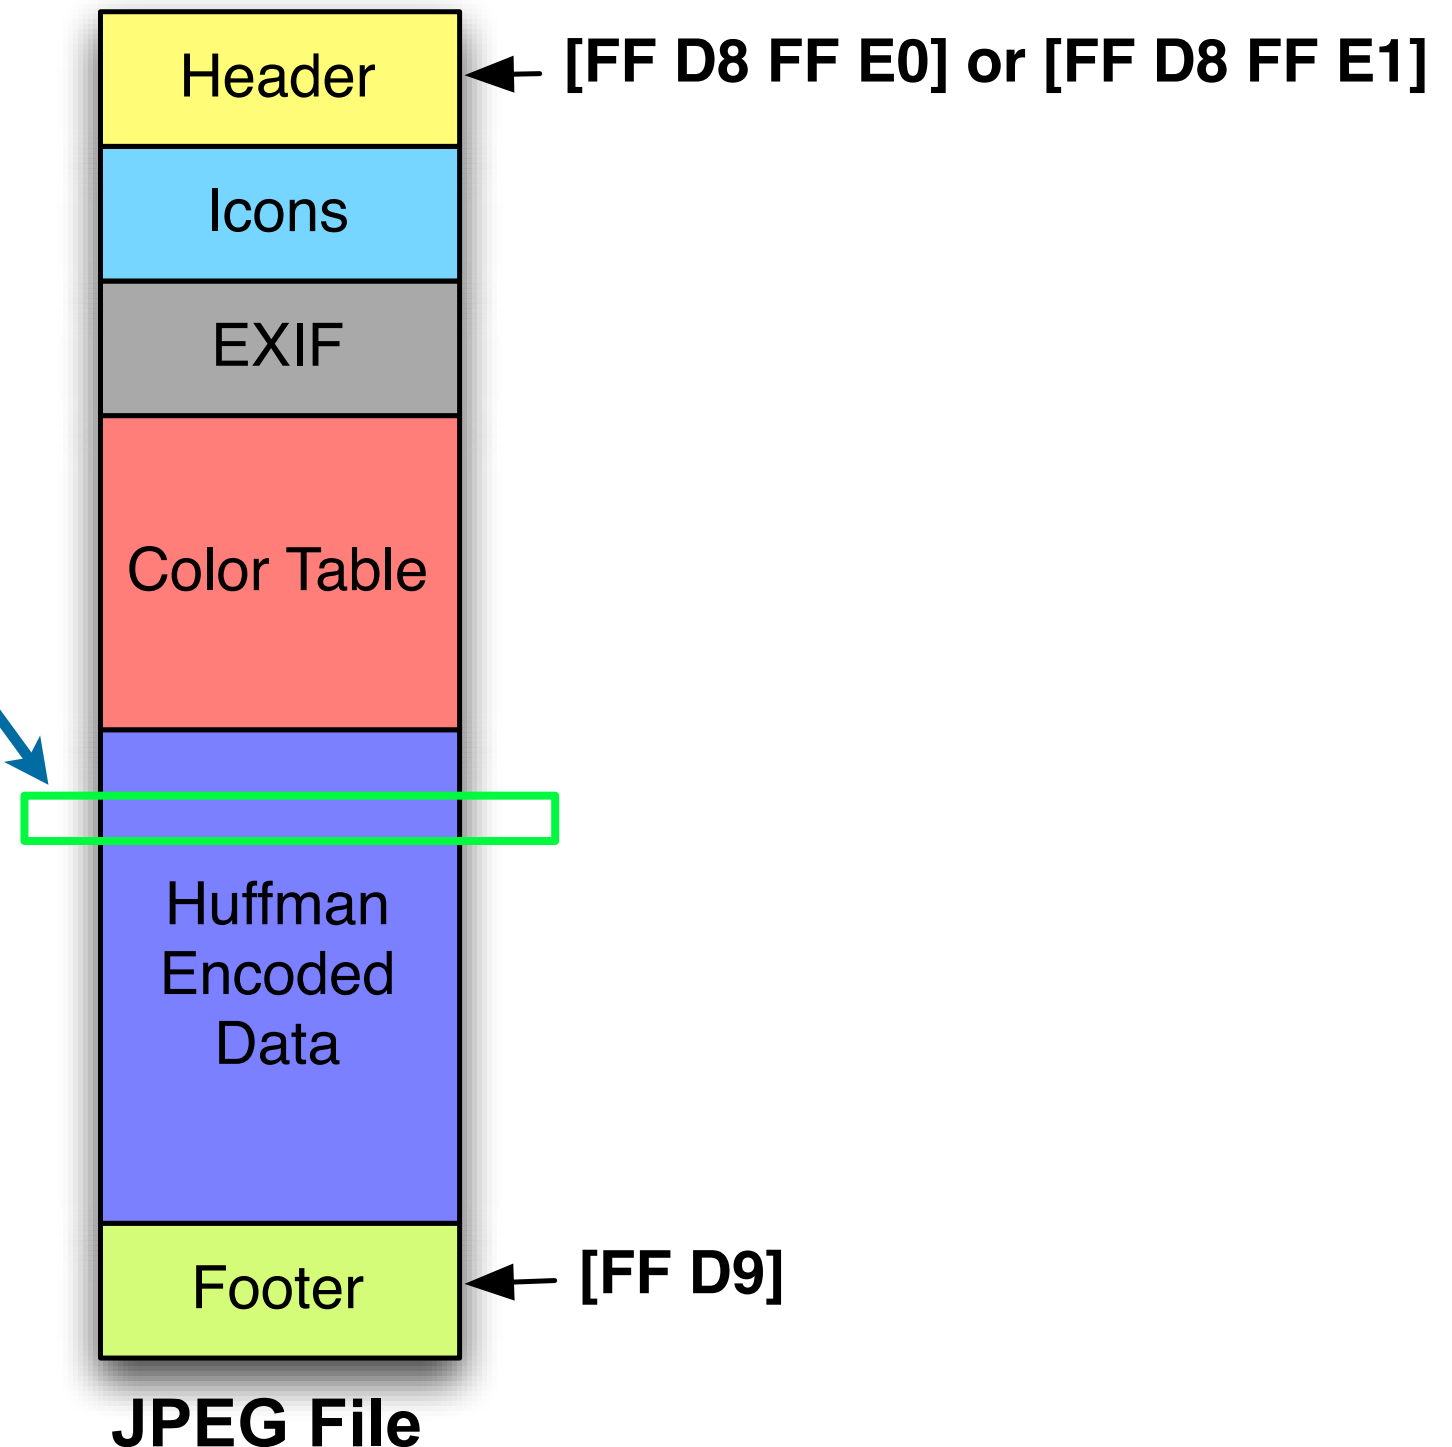 Header
[FF D8 FF E0] or [FF D8 FF E1]
Icons
EXIF
Color Table
Huffman
Encoded
Data
Footer
[FF D9]
JPEG File